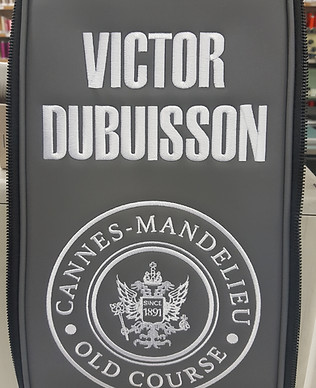 VICTOR
DUBUISSON
CANNES-MANDELIEU
SINCE
1891
• OLD COURSE •